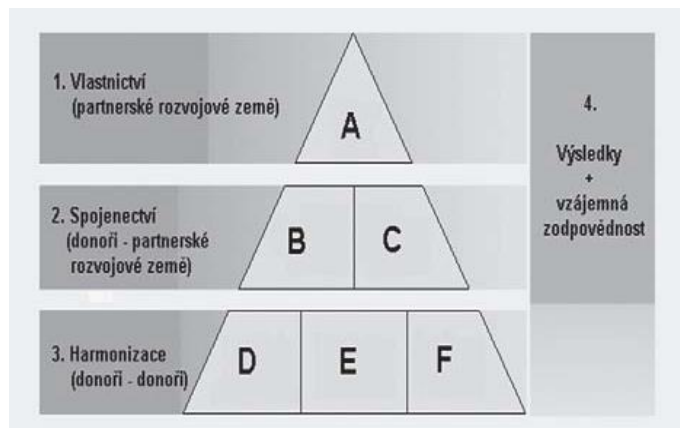 1. Vlastnictví
(partnerské rozvojové země)
A
2. Spojenectví
(donoři - partnerské
rozvojové země)
B
C
3. Harmonizace
(donoři - donoři)
D
E
F
4.
Výsledky
+
vzájemná
zodpovědnost